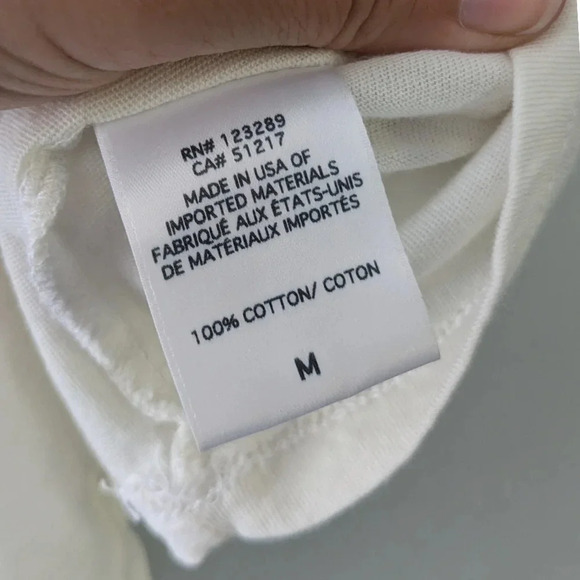 RN# 123289
CA# 51217
MADE IN USA OF
IMPORTED MATERIALS
FABRIQUÉ AUX ÉTATS-UNIS
DE MATÉRIAUX IMPORTÉS
100% COTTON/ COTON
M